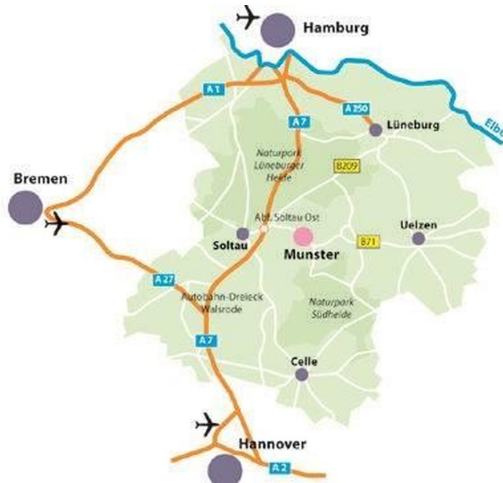 Hamburg
A 1
A 7
A 250
Elbe
Lüneburg
Naturpark
Lüneburger
Heide
B209
Bremen
Abf. Soltau Ost
Soltau
Munster
B71
Uelzen
A 27
Autobahn-Dreieck
Walsrode
Naturpark
Südheide
A 7
Celle
Hannover
A 2